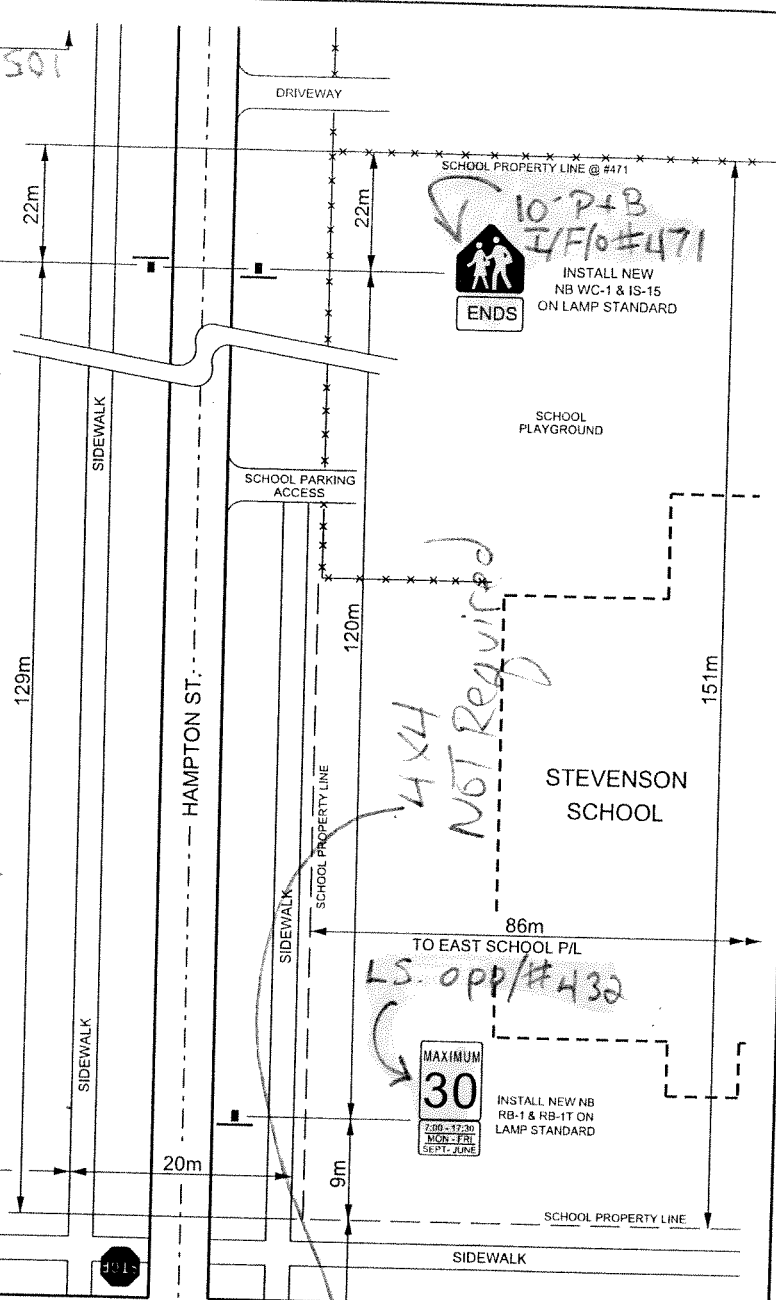 501
DRIVEWAY
SCHOOL PROPERTY LINE @ #471
22m
22m
10' P+B
I/F/o #471
INSTALL NEW
NB WC-1 & IS-15
ON LAMP STANDARD
ENDS
SIDEWALK
SCHOOL
PLAYGROUND
SCHOOL PARKING
ACCESS
129m
HAMPTON ST.
120m
4x4
NOT Required
151m
SCHOOL PROPERTY LINE
STEVENSON
SCHOOL
SIDEWALK
86m
TO EAST SCHOOL P/L
L.S. opp/#432
SIDEWALK
MAXIMUM
30
7:00 - 17:30
MON - FRI
SEPT - JUNE
INSTALL NEW NB
RB-1 & RB-1T ON
LAMP STANDARD
20m
9m
SCHOOL PROPERTY LINE
SIDEWALK
STOP